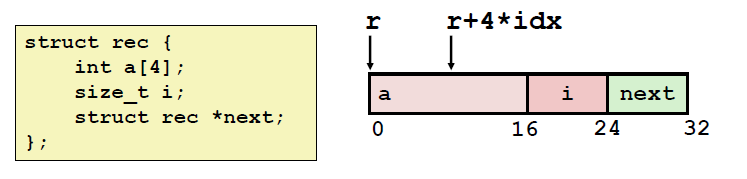 struct rec {
    int a[4];
    size_t i;
    struct rec *next;
};
r r+4*idx
a i next
0 16 24 32